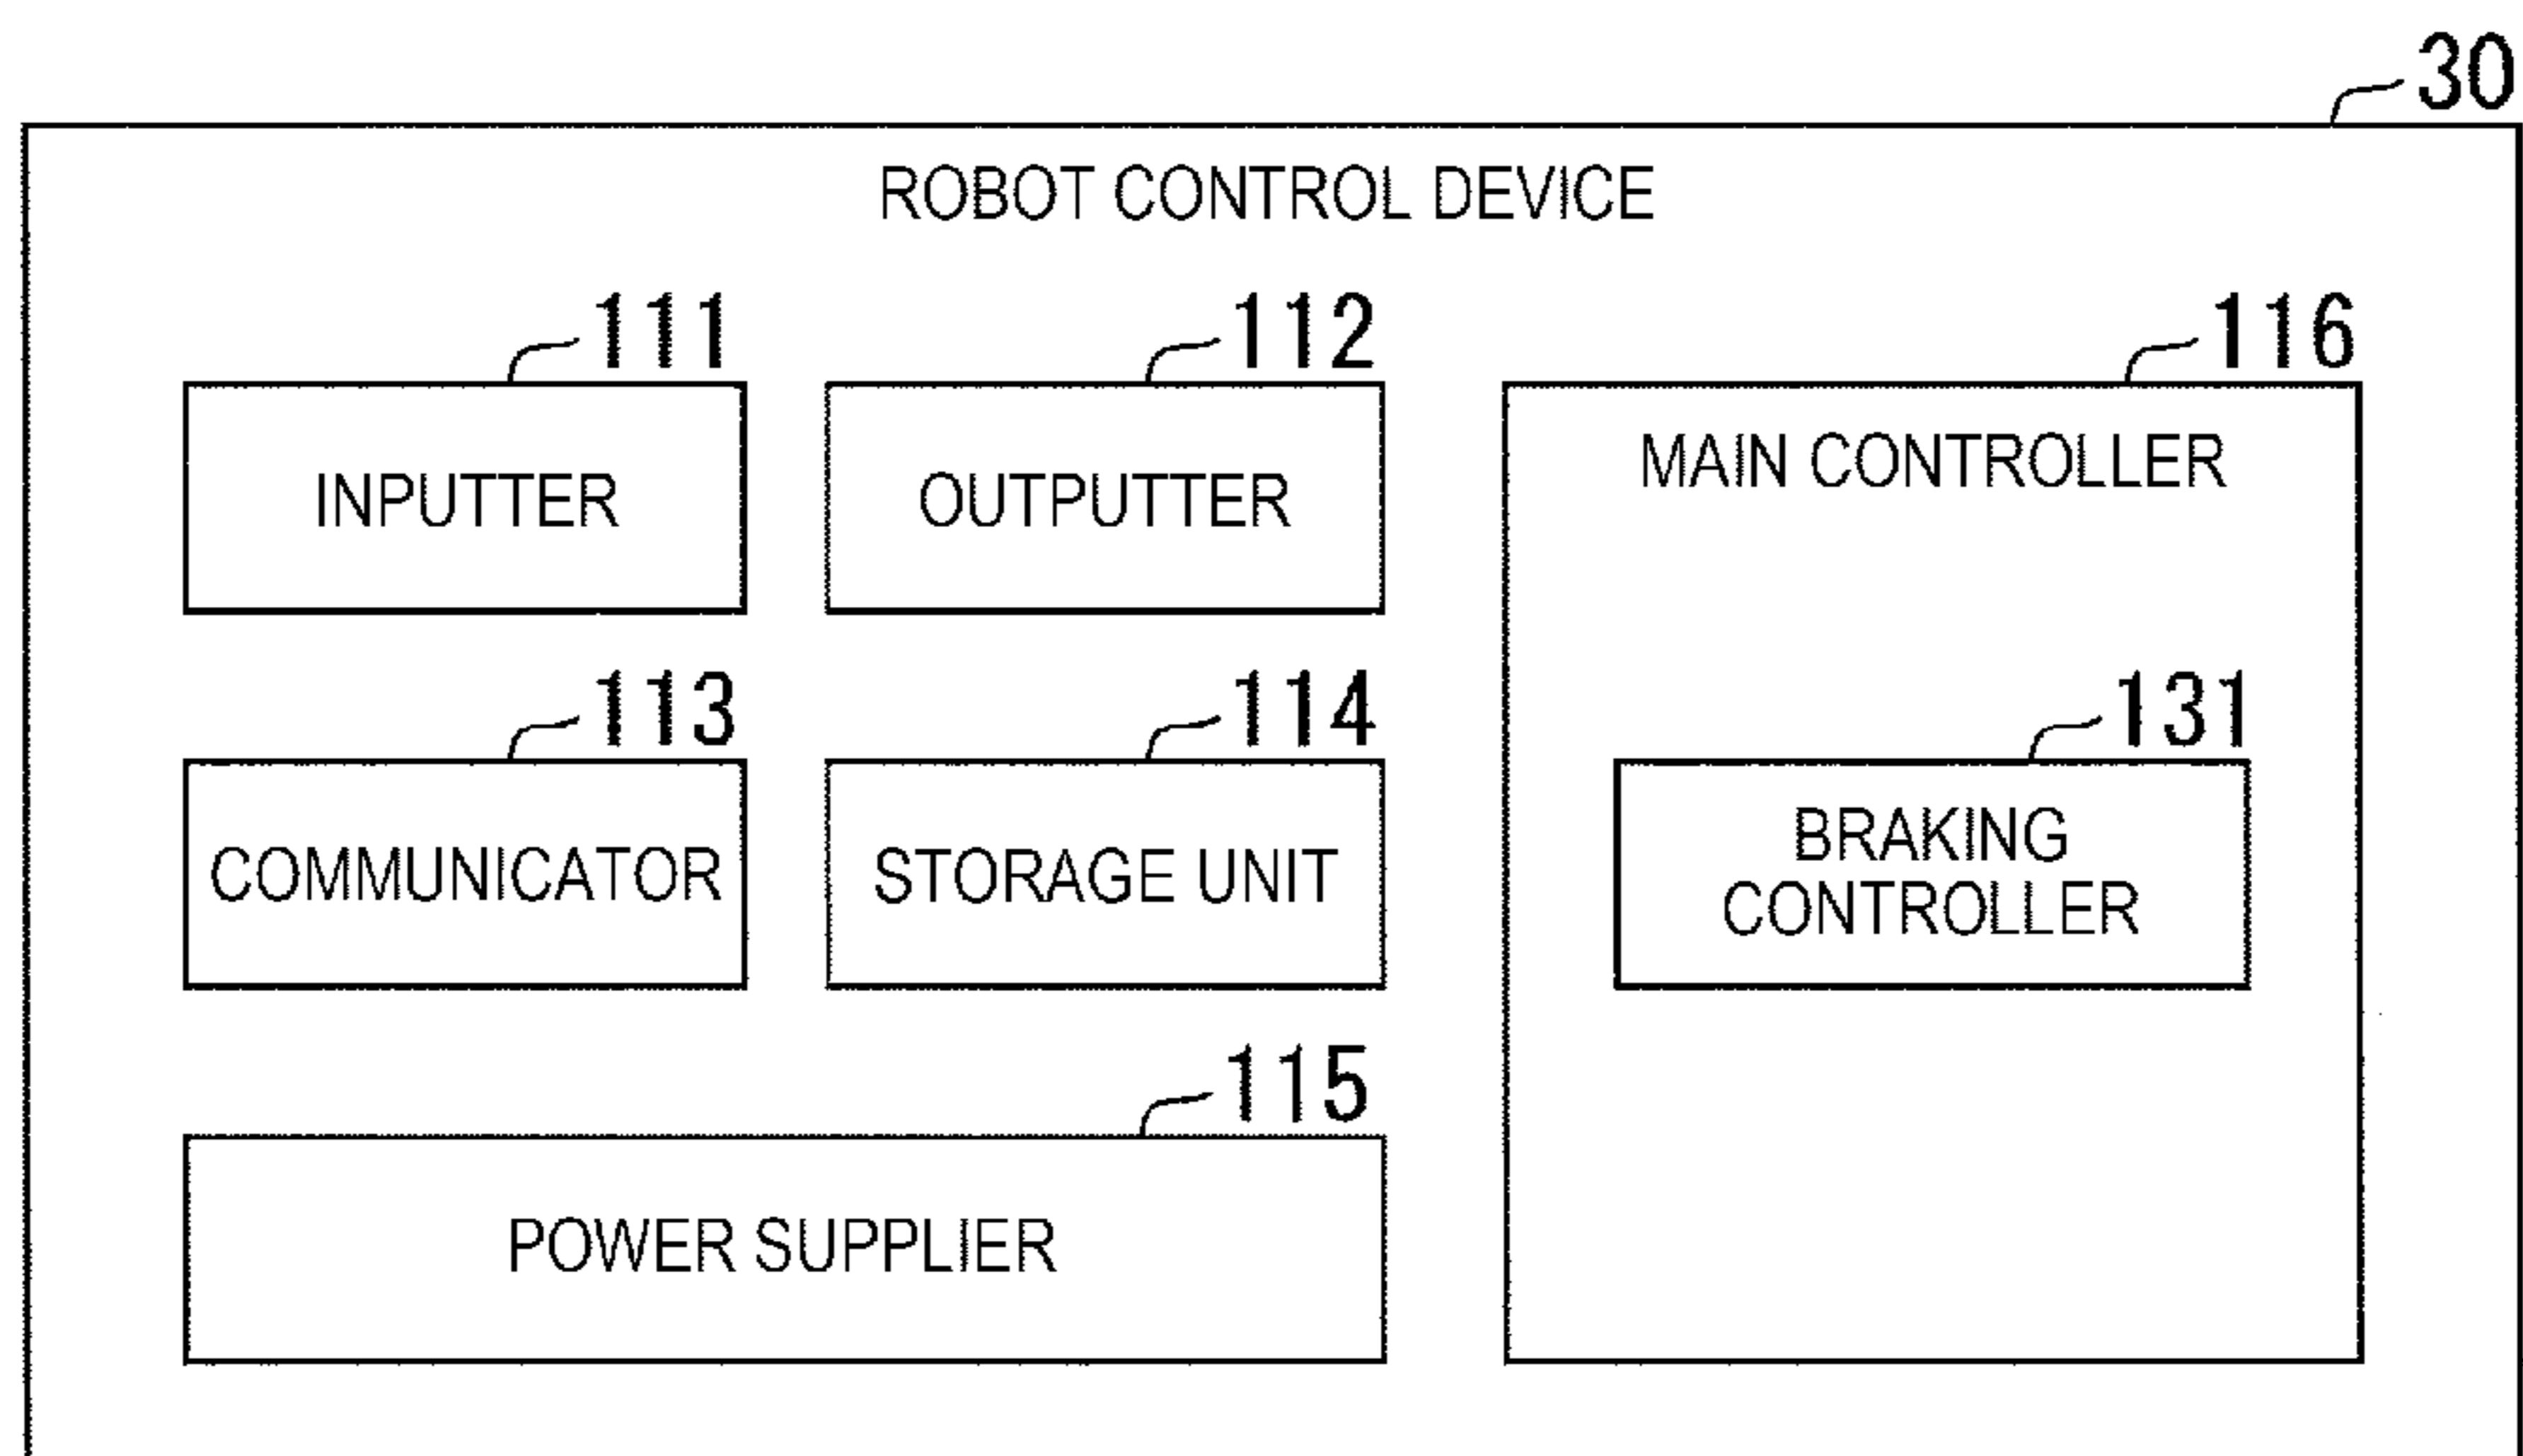 30
ROBOT CONTROL DEVICE
111
INPUTTER
112
OUTPUTTER
116
MAIN CONTROLLER
113
COMMUNICATOR
114
STORAGE UNIT
131
BRAKING
CONTROLLER
115
POWER SUPPLIER